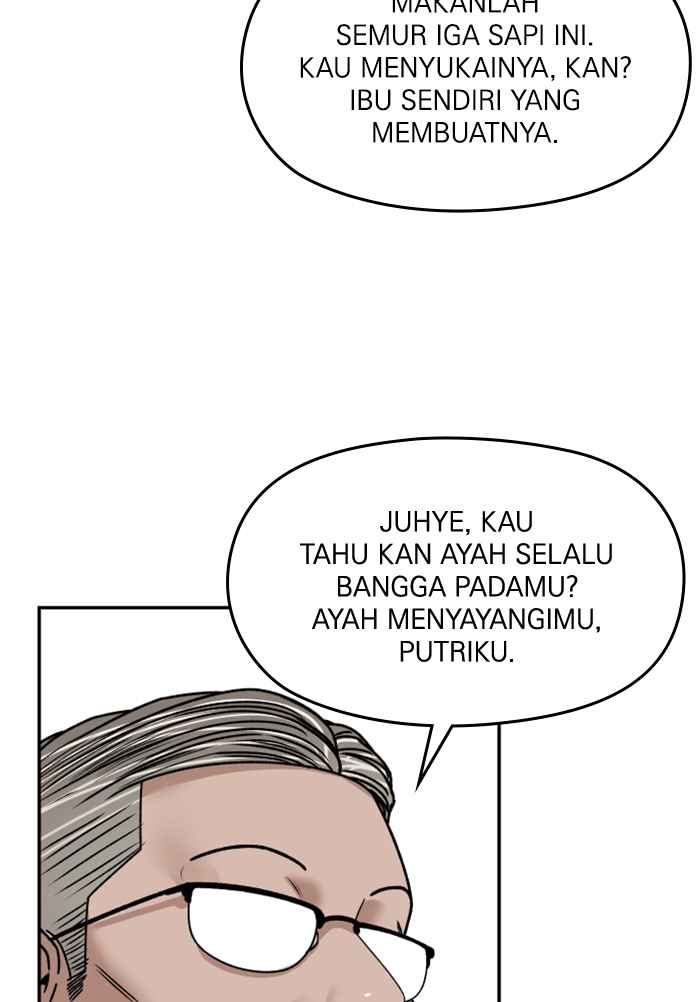 MAKANLAH
SEMUR IGA SAPI INI.
KAU MENYUKAINYA, KAN?
IBU SENDIRI YANG
MEMBUATNYA.
JUHYE, KAU
TAHU KAN AYAH SELALU
BANGGA PADAMU?
AYAH MENYAYANGIMU,
PUTRIKU.